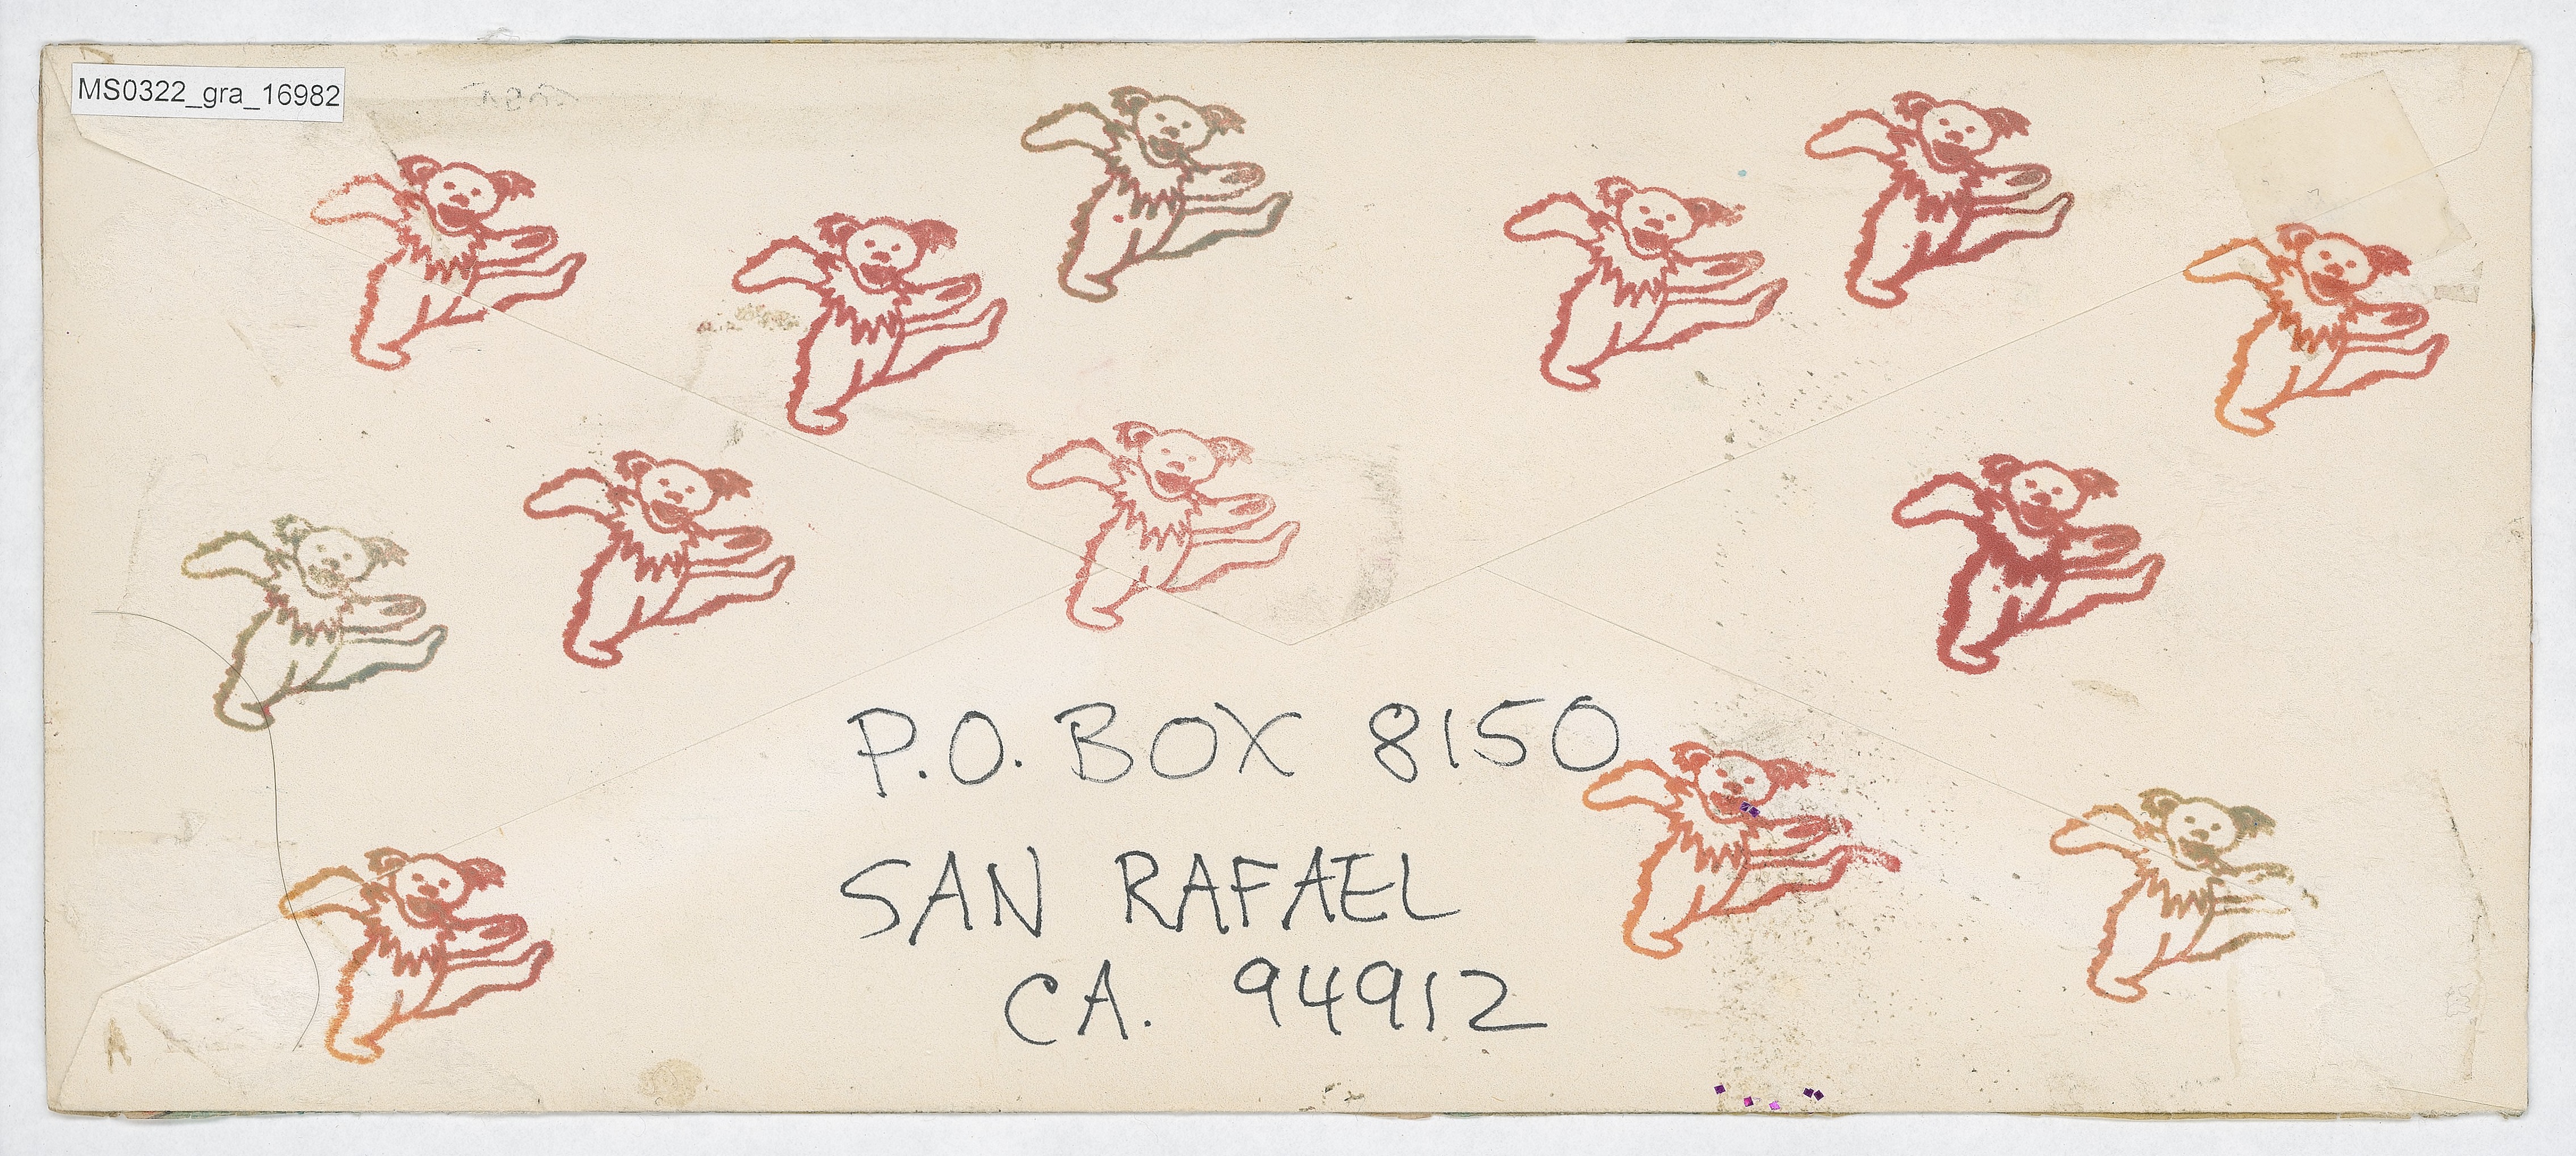 MS0322_gra_16982
P.O. BOX 8150
SAN RAFAEL
CA. 94912